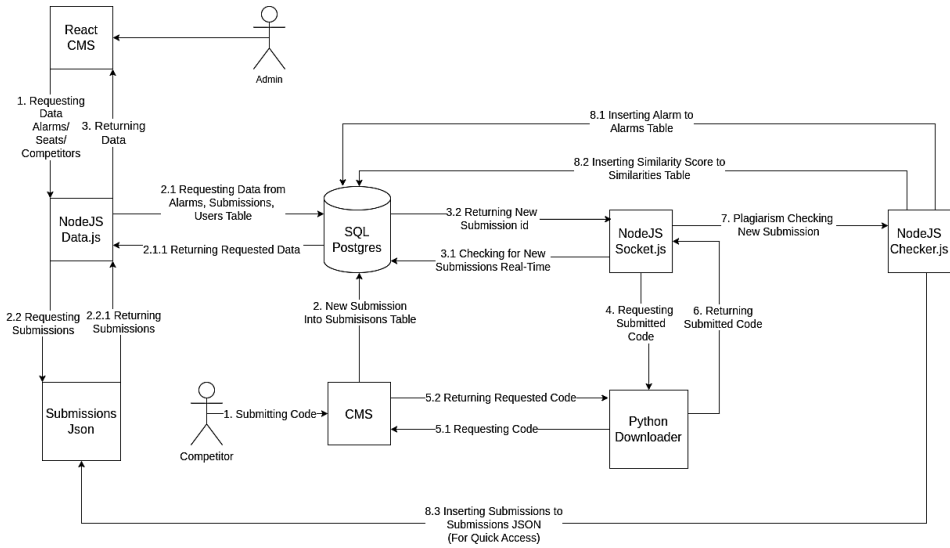 React
CMS
Admin
1. Requesting
Data
Alarms/
Seats/
Competitors
3. Returning
Data
8.1 Inserting Alarm to
Alarms Table
8.2 Inserting Similarity Score to
Similarities Table
NodeJS
Data.js
2.1 Requesting Data from
Alarms, Submissions,
Users Table
2.1.1 Returning Requested Data
SQL
Postgres
3.2 Returning New
Submission id
3.1 Checking for New
Submissions Real-Time
NodeJS
Socket.js
7. Plagiarism Checking
New Submission
NodeJS
Checker.js
2.2 Requesting
Submissions
2.2.1 Returning
Submissions
2. New Submission
Into Submisisons Table
4. Requesting
Submitted
Code
6. Returning
Submitted Code
Submissions
Json
Competitor
1. Submitting Code
CMS
5.2 Returning Requested Code
5.1 Requesting Code
Python
Downloader
8.3 Inserting Submissions to
Submissions JSON
(For Quick Access)